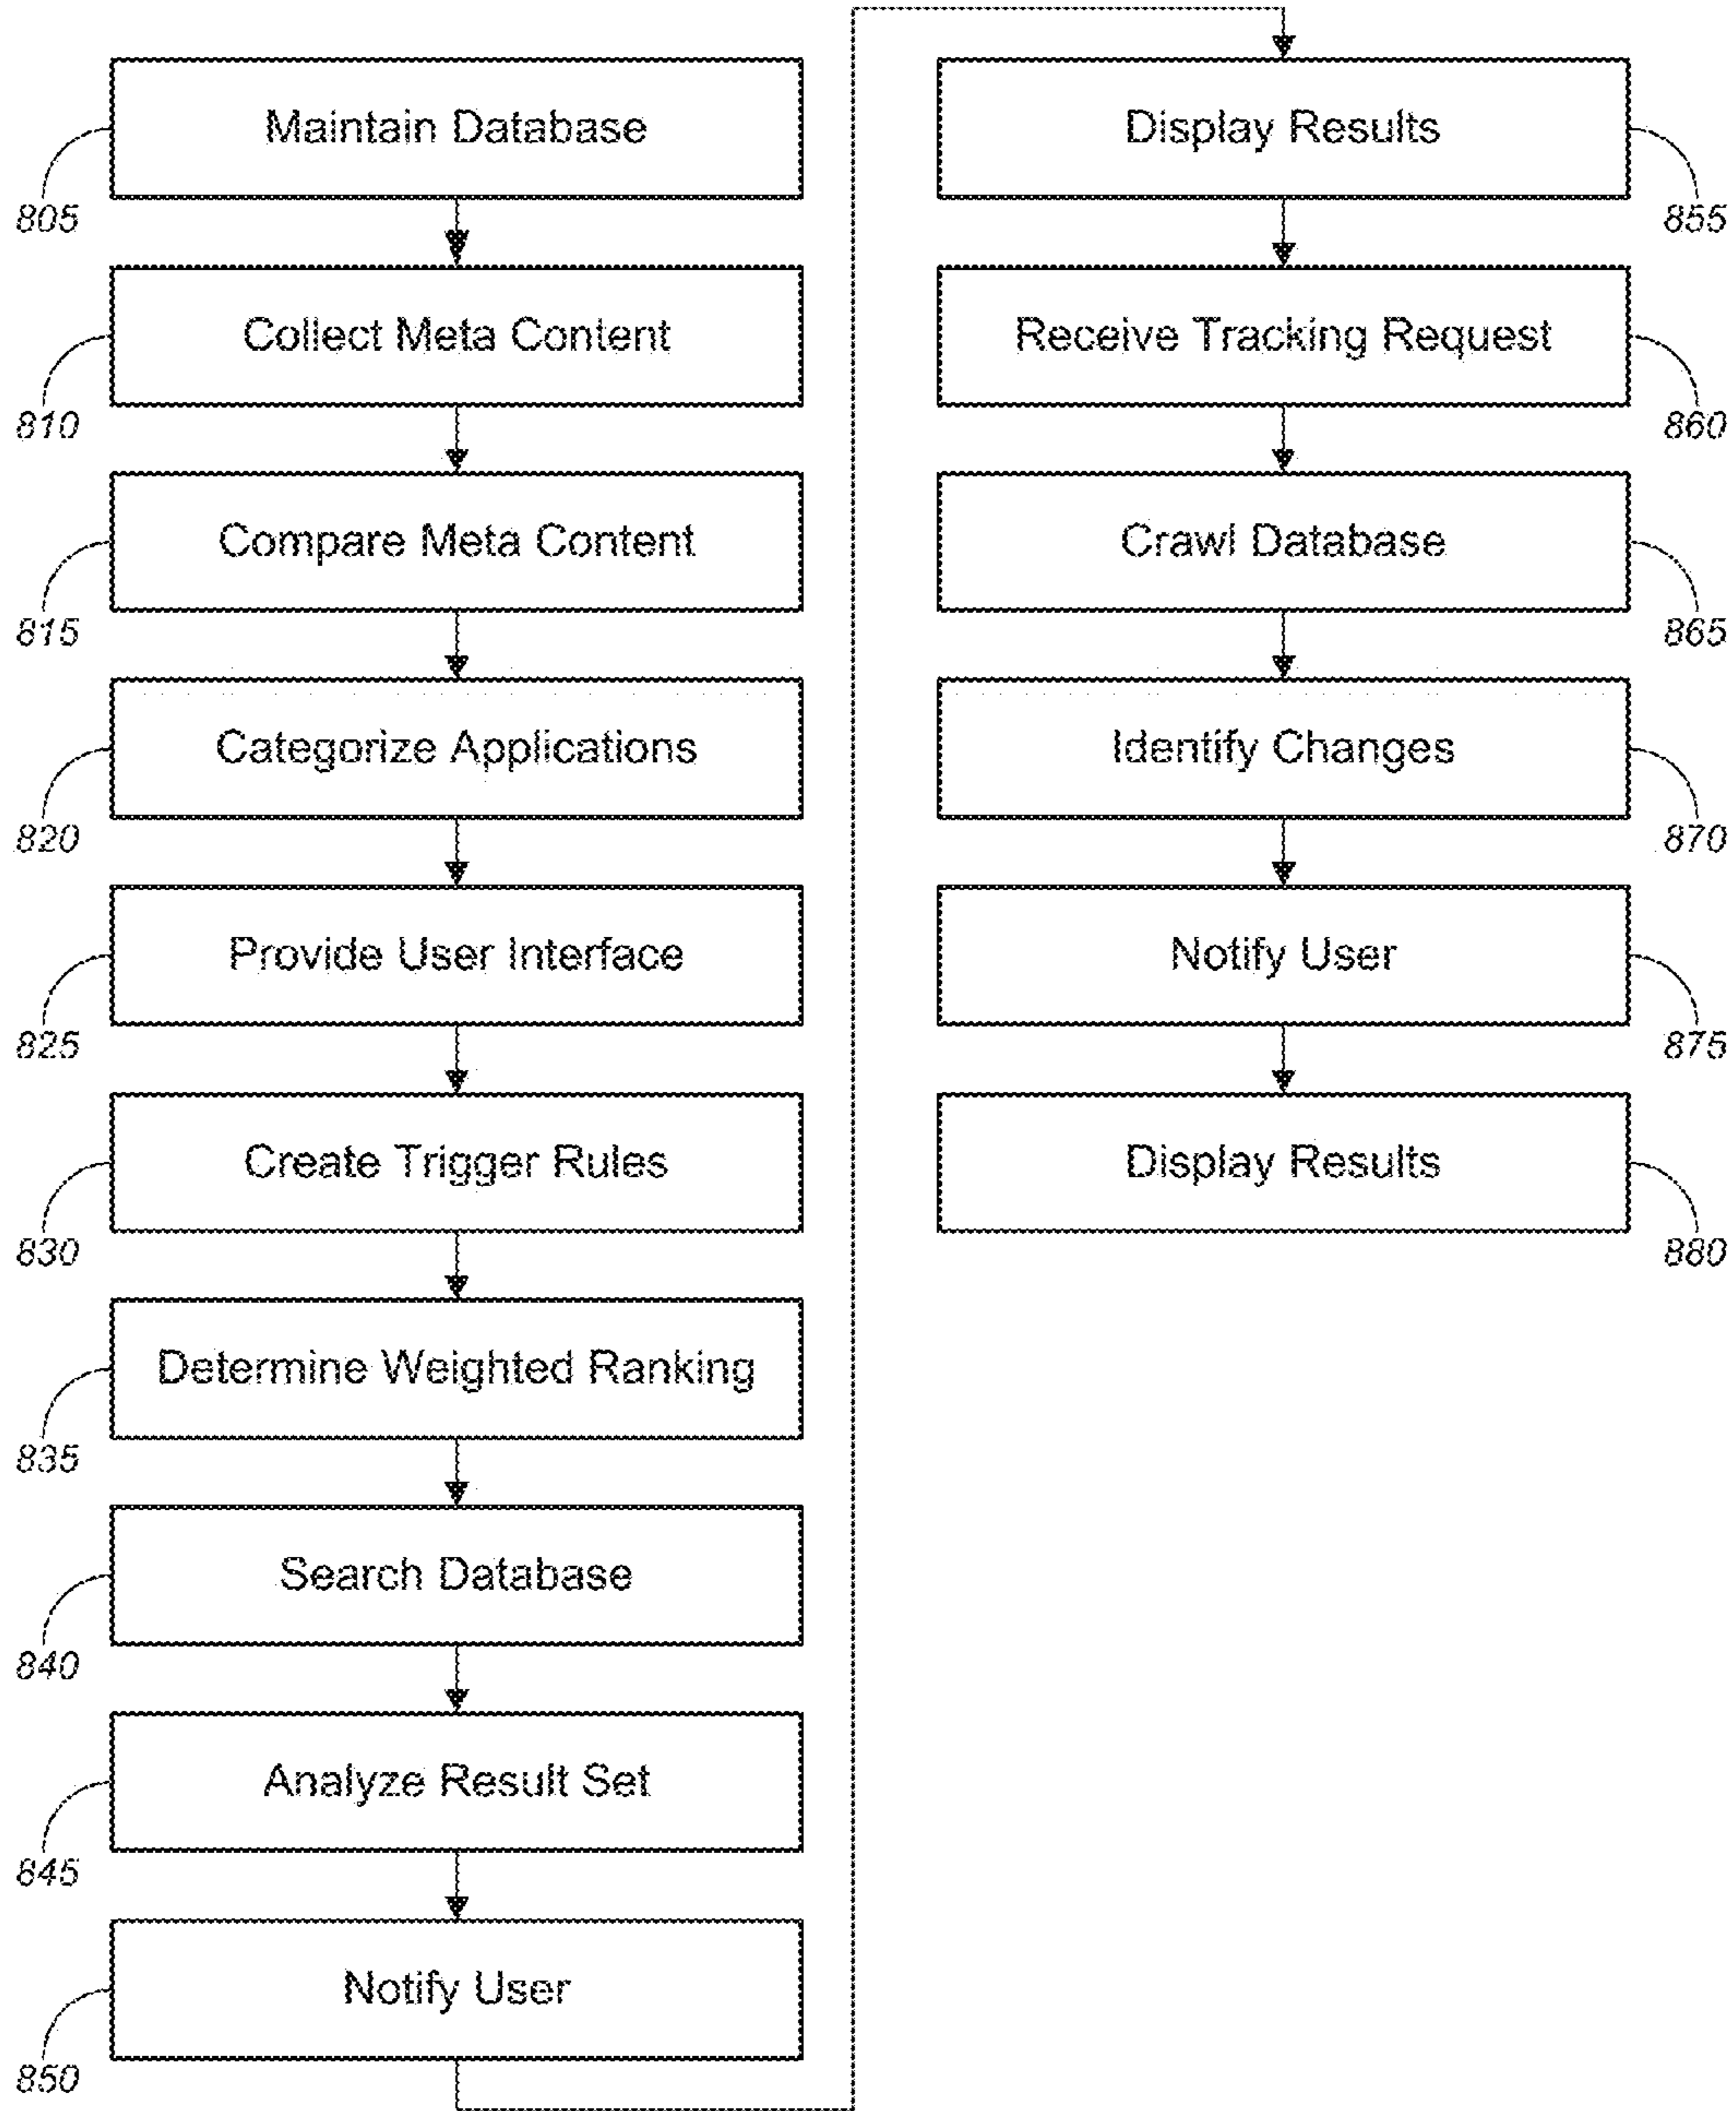 Maintain Database
805
Collect Meta Content
810
Compare Meta Content
815
Categorize Applications
820
Provide User Interface
825
Create Trigger Rules
830
Determine Weighted Ranking
835
Search Database
840
Analyze Result Set
845
Notify User
850
Display Results
855
Receive Tracking Request
860
Crawl Database
865
Identify Changes
870
Notify User
875
Display Results
880